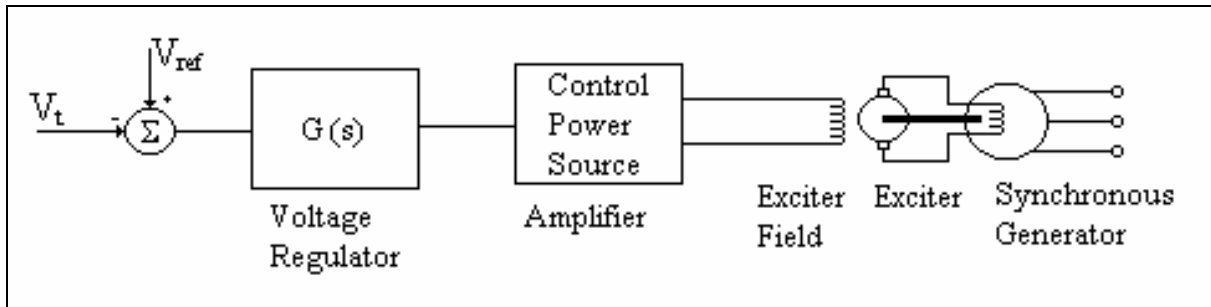 V_ref
V_t
+
-
Σ
G(s)
Control
Power
Source
Voltage
Regulator
Amplifier
Exciter
Field
Exciter
Synchronous
Generator